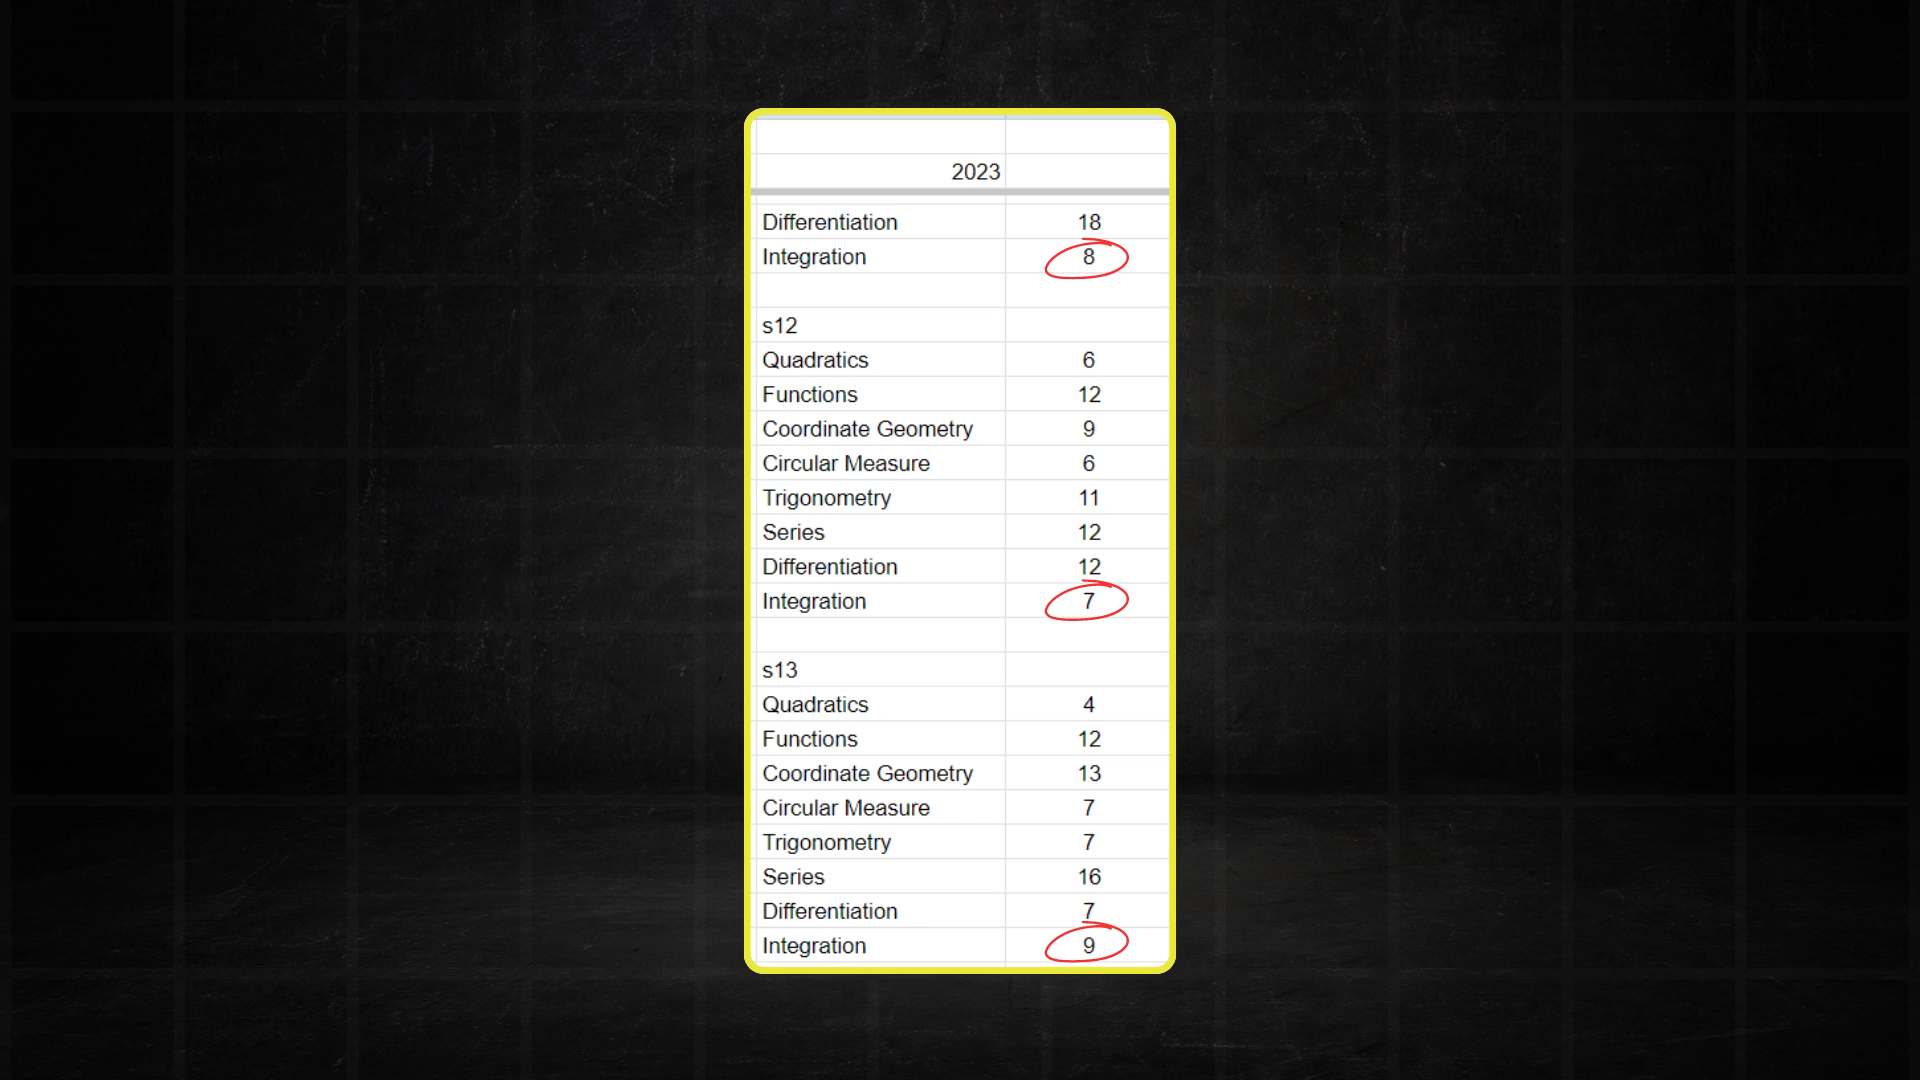 2023
Differentiation 18
Integration 8
s12
Quadratics 6
Functions 12
Coordinate Geometry 9
Circular Measure 6
Trigonometry 11
Series 12
Differentiation 12
Integration 7
s13
Quadratics 4
Functions 12
Coordinate Geometry 13
Circular Measure 7
Trigonometry 7
Series 16
Differentiation 7
Integration 9